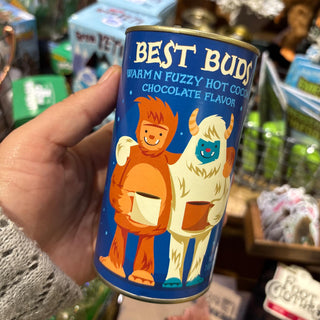 BEST BUDS
WARM N FUZZY HOT COCOA
CHOCOLATE FLAVOR